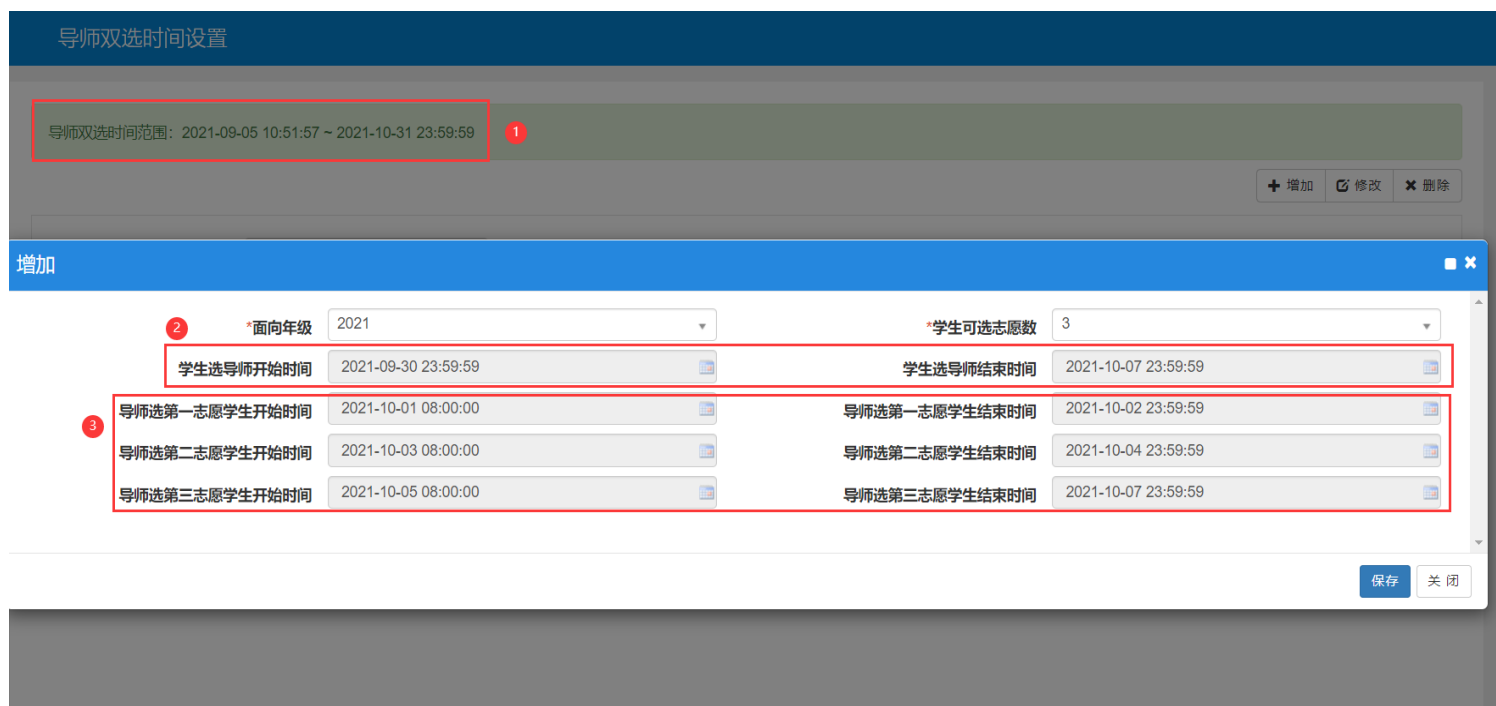 导师双选时间设置
导师双选时间范围：2021-09-05 10:51:57 ~ 2021-10-31 23:59:59
1
增加 修改 删除
增加
2
*面向年级 2021 *学生可选志愿数 3
学生选导师开始时间 2021-09-30 23:59:59 学生选导师结束时间 2021-10-07 23:59:59
3
导师选第一志愿学生开始时间 2021-10-01 08:00:00 导师选第一志愿学生结束时间 2021-10-02 23:59:59
导师选第二志愿学生开始时间 2021-10-03 08:00:00 导师选第二志愿学生结束时间 2021-10-04 23:59:59
导师选第三志愿学生开始时间 2021-10-05 08:00:00 导师选第三志愿学生结束时间 2021-10-07 23:59:59
保存 关 闭